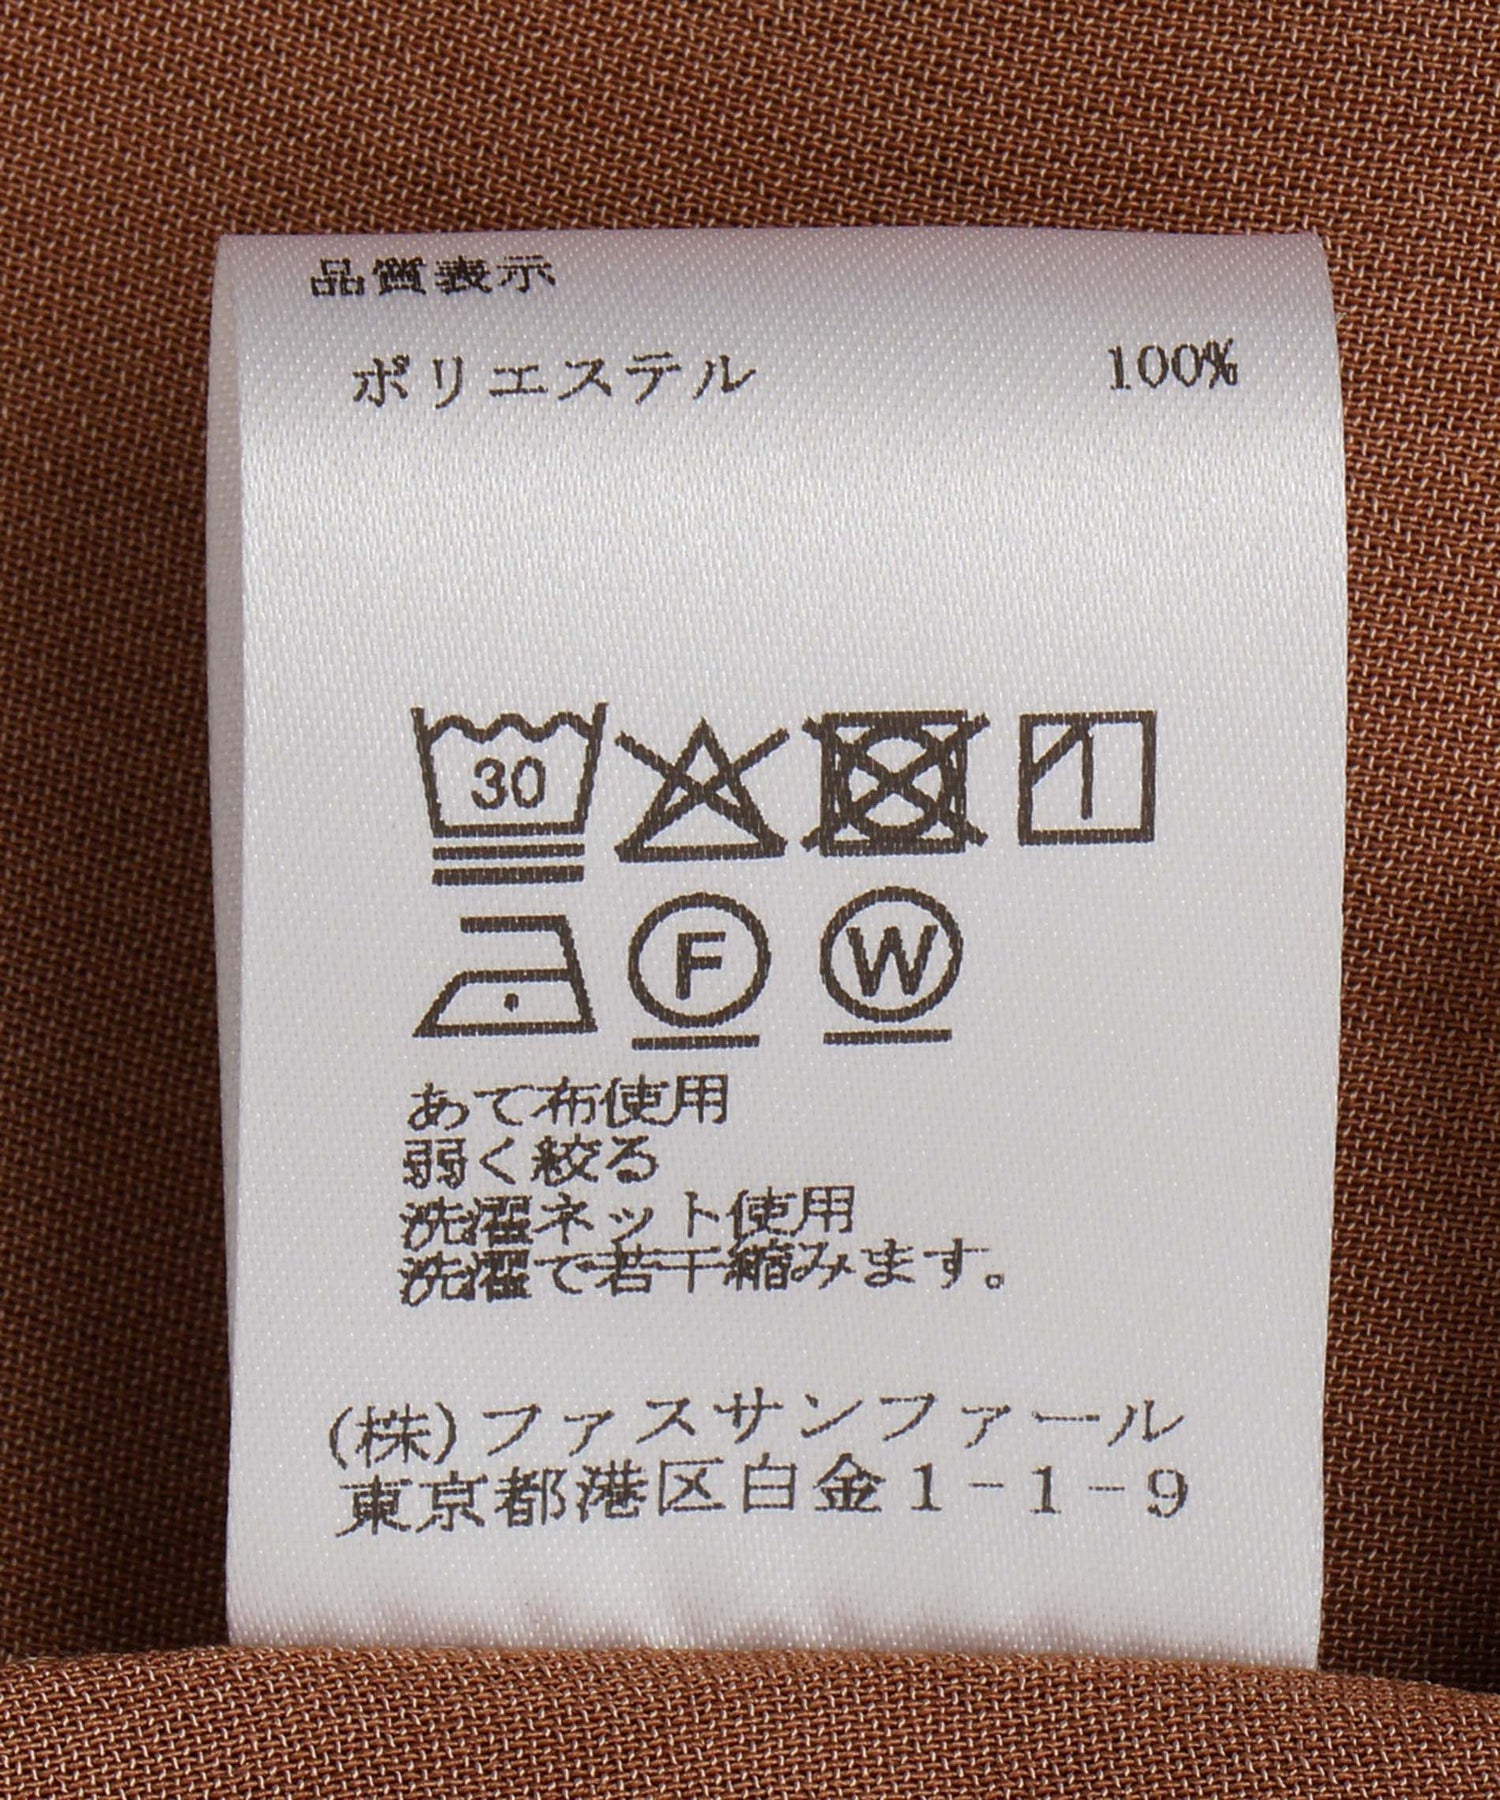 品質表示
ポリエステル 100%
30
F W
あて布使用
弱く絞る
洗濯ネット使用
洗濯で若干縮みます。
(株)ファスサンファール
東京都港区白金1-1-9